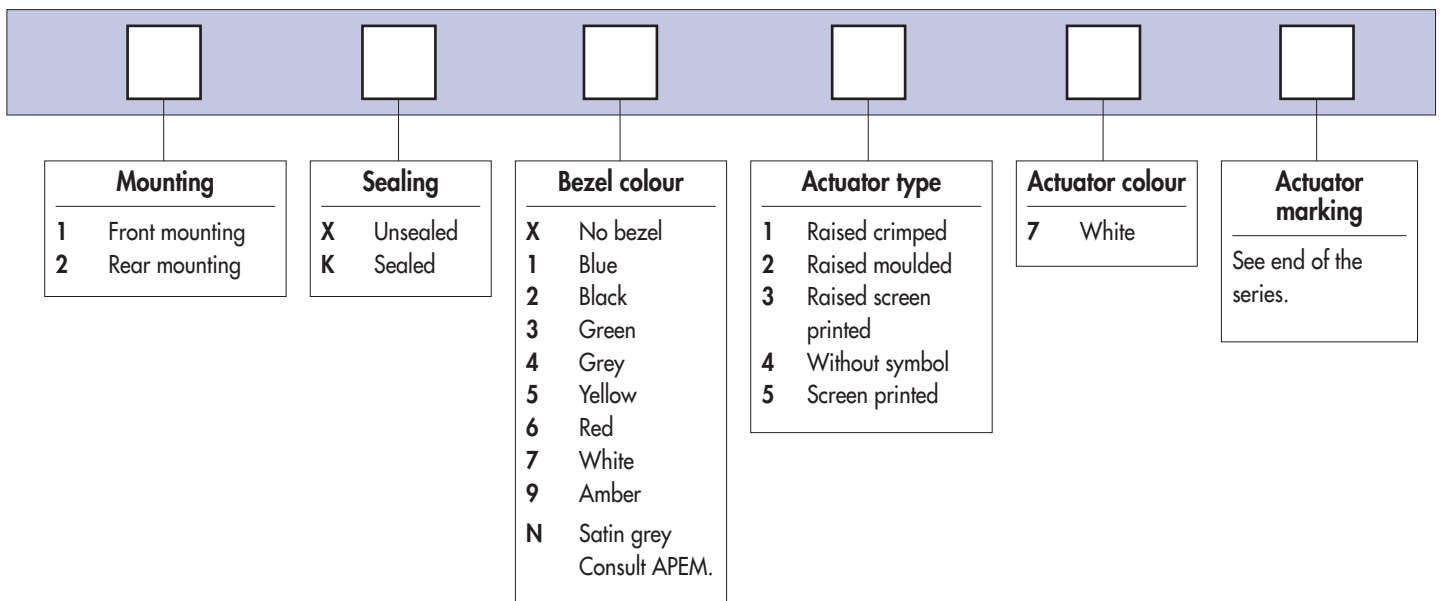 Mounting
1 Front mounting
2 Rear mounting
Sealing
X Unsealed
K Sealed
Bezel colour
X No bezel
1 Blue
2 Black
3 Green
4 Grey
5 Yellow
6 Red
7 White
9 Amber
N Satin grey
Consult APEM.
Actuator type
1 Raised crimped
2 Raised moulded
3 Raised screen
printed
4 Without symbol
5 Screen printed
Actuator colour
7 White
Actuator
marking
See end of the
series.